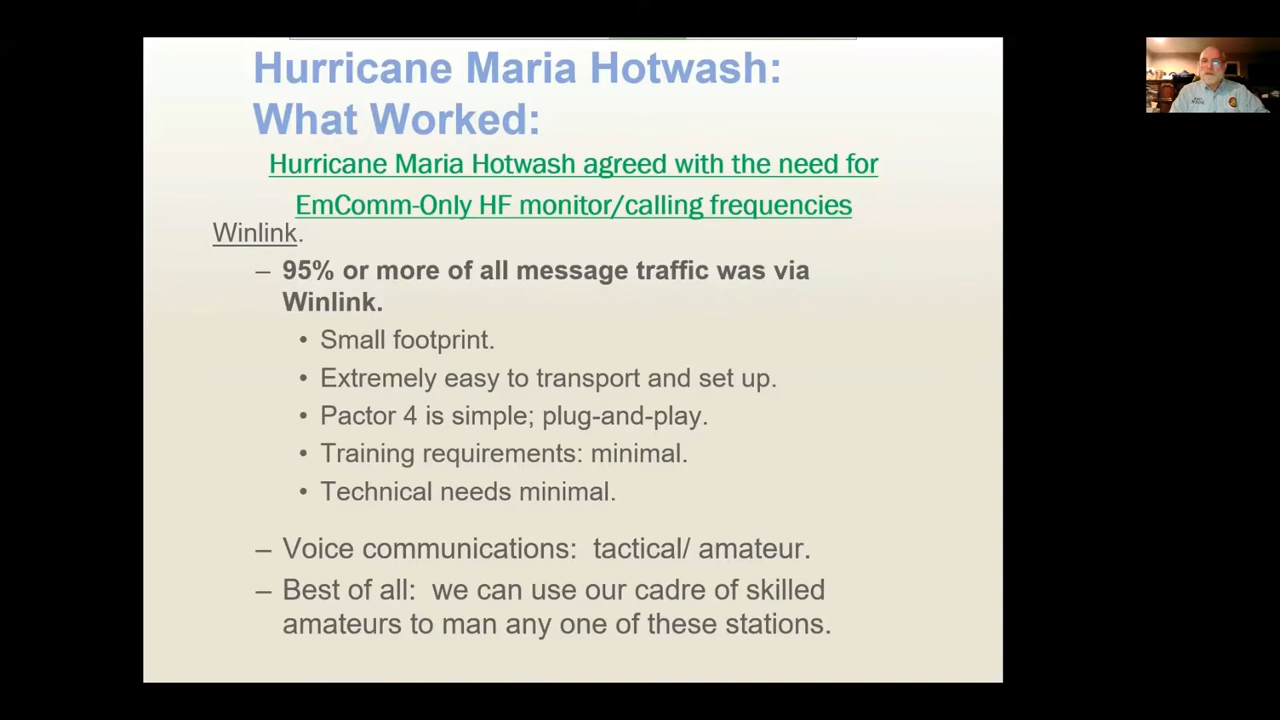 Hurricane Maria Hotwash:
What Worked:
Hurricane Maria Hotwash agreed with the need for
EmComm-Only HF monitor/calling frequencies
Winlink.
– 95% or more of all message traffic was via
Winlink.
• Small footprint.
• Extremely easy to transport and set up.
• Pactor 4 is simple; plug-and-play.
• Training requirements: minimal.
• Technical needs minimal.
– Voice communications: tactical/ amateur.
– Best of all: we can use our cadre of skilled
amateurs to man any one of these stations.